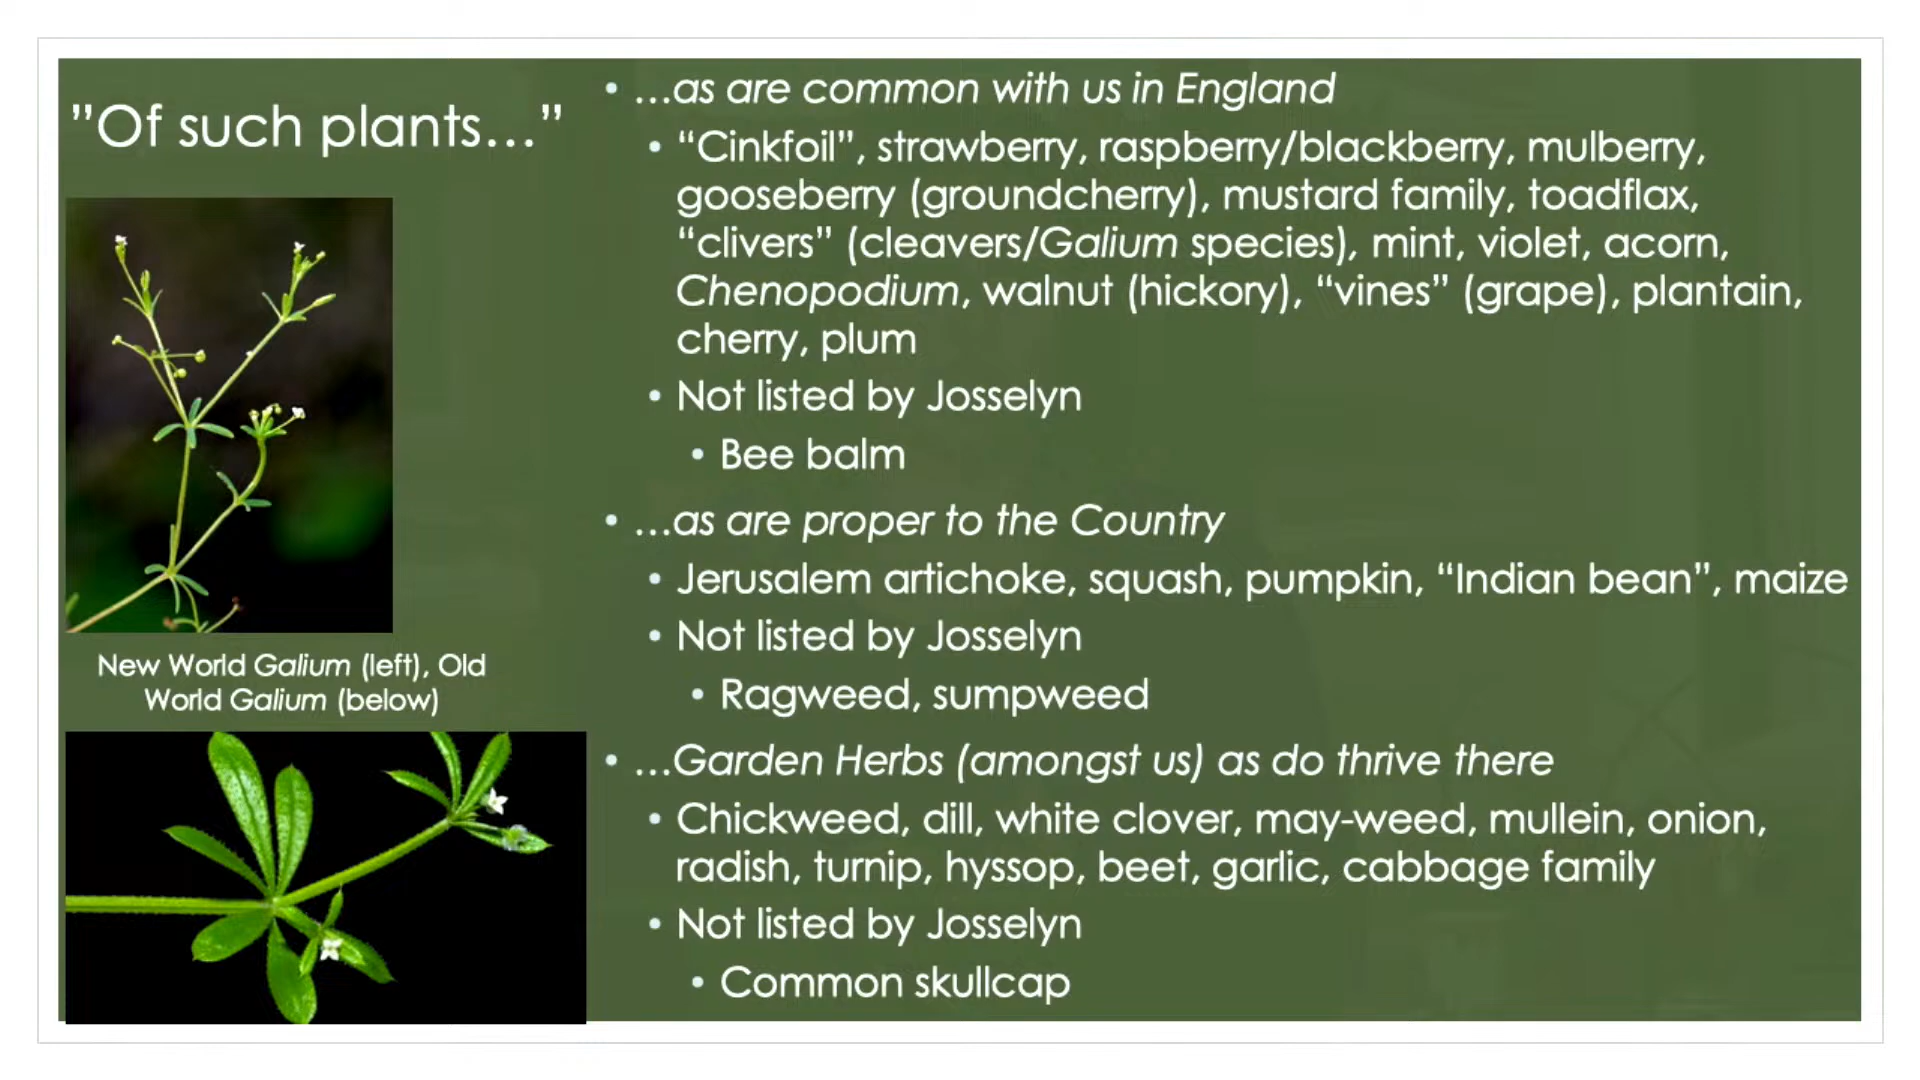 ”Of such plants…”
New World Galium (left), Old
World Galium (below)
• …as are common with us in England
• “Cinkfoil”, strawberry, raspberry/blackberry, mulberry,
gooseberry (groundcherry), mustard family, toadflax,
“clivers” (cleavers/Galium species), mint, violet, acorn,
Chenopodium, walnut (hickory), “vines” (grape), plantain,
cherry, plum
• Not listed by Josselyn
• Bee balm
• …as are proper to the Country
• Jerusalem artichoke, squash, pumpkin, “Indian bean”, maize
• Not listed by Josselyn
• Ragweed, sumpweed
• …Garden Herbs (amongst us) as do thrive there
• Chickweed, dill, white clover, may-weed, mullein, onion,
radish, turnip, hyssop, beet, garlic, cabbage family
• Not listed by Josselyn
• Common skullcap